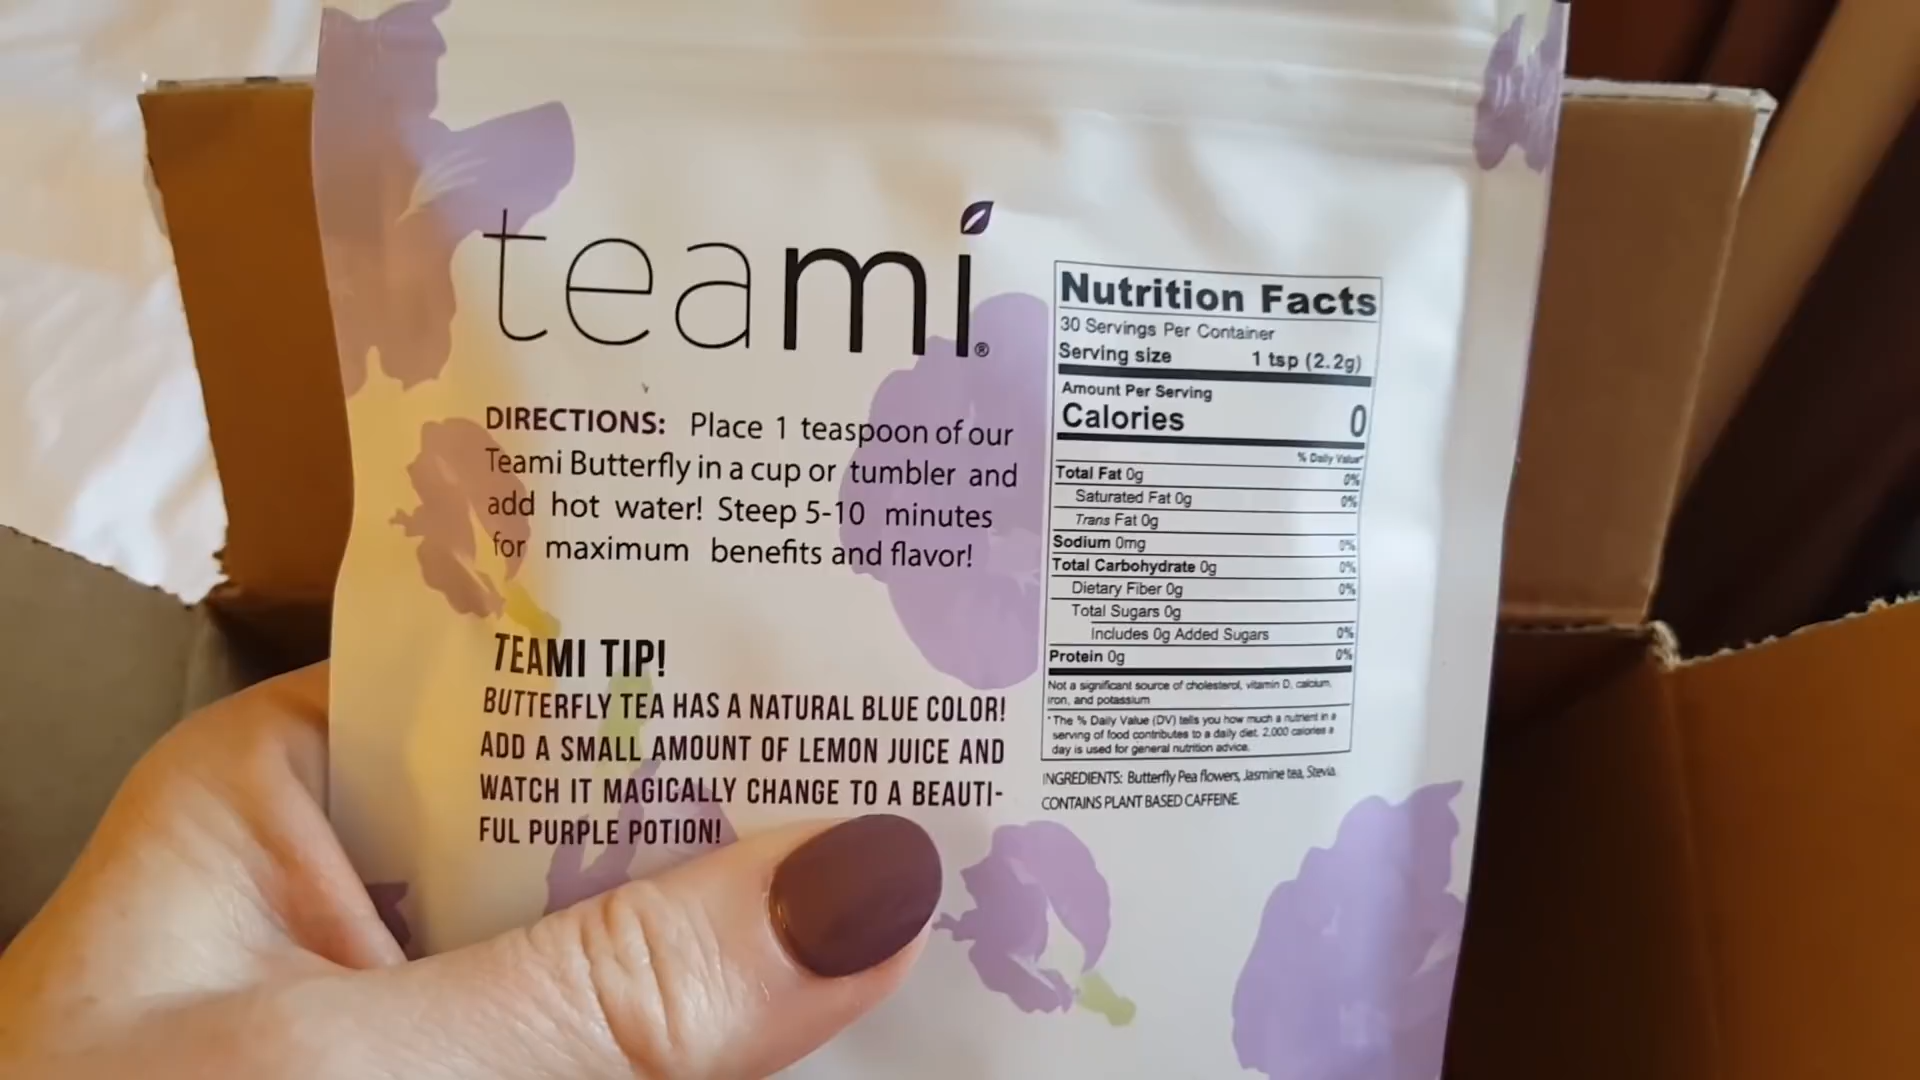 teami®
DIRECTIONS: Place 1 teaspoon of our
Teami Butterfly in a cup or tumbler and
add hot water! Steep 5-10 minutes
for maximum benefits and flavor!
TEAMI TIP!
BUTTERFLY TEA HAS A NATURAL BLUE COLOR!
ADD A SMALL AMOUNT OF LEMON JUICE AND
WATCH IT MAGICALLY CHANGE TO A BEAUTI-
FUL PURPLE POTION!
Nutrition Facts
30 Servings Per Container
Serving size 1 tsp (2.2g)
Amount Per Serving
Calories 0
% Daily Value*
Total Fat 0g 0%
Saturated Fat 0g 0%
Trans Fat 0g
Sodium 0mg 0%
Total Carbohydrate 0g 0%
Dietary Fiber 0g 0%
Total Sugars 0g
Includes 0g Added Sugars 0%
Protein 0g 0%
Not a significant source of cholesterol, vitamin D, calcium,
iron, and potassium
*The % Daily Value (DV) tells you how much a nutrient in a
serving of food contributes to a daily diet. 2,000 calories a
day is used for general nutrition advice.
INGREDIENTS: Butterfly Pea flowers, Jasmine tea, Stevia.
CONTAINS PLANT BASED CAFFEINE.